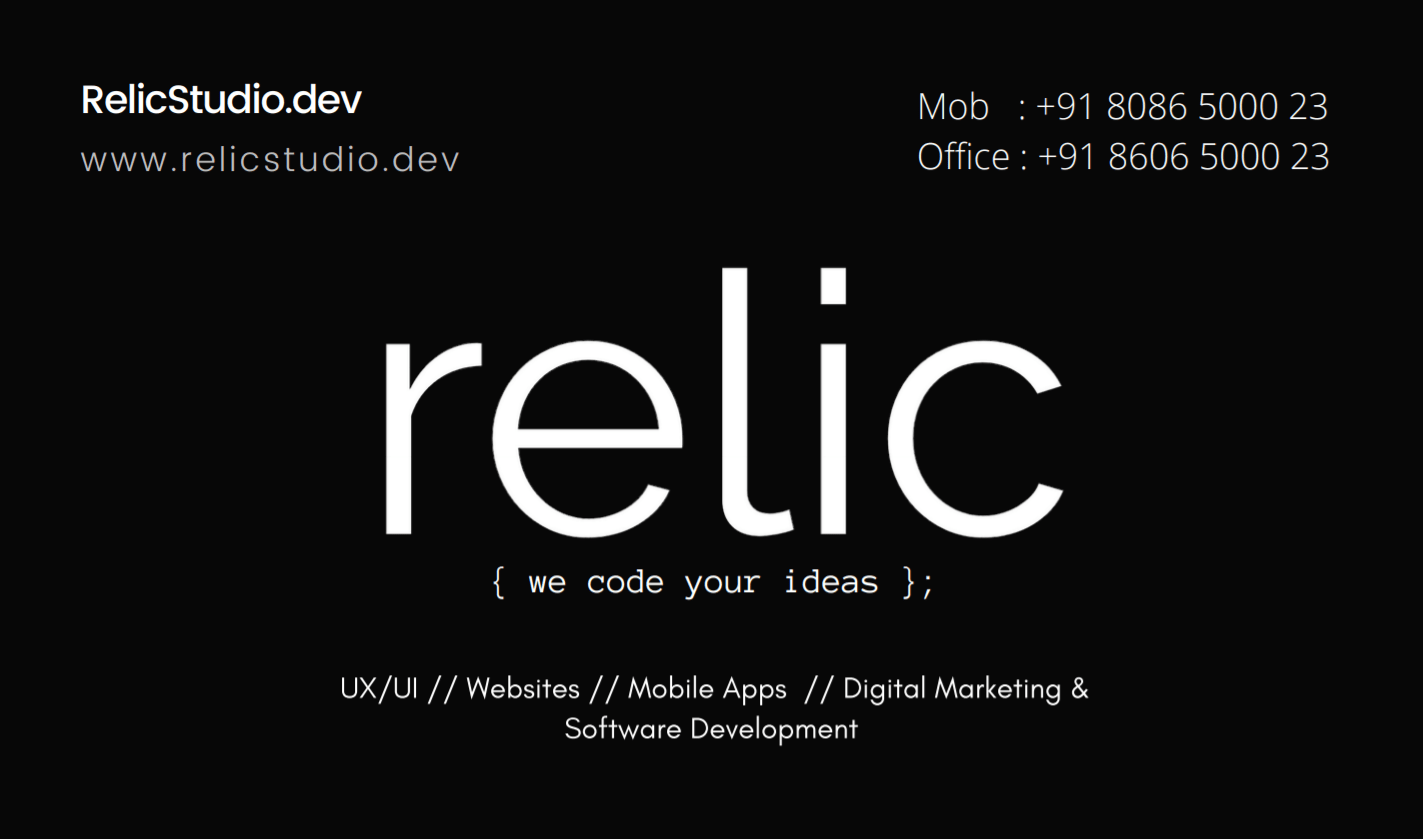 RelicStudio.dev
www.relicstudio.dev
Mob : +91 8086 5000 23
Office : +91 8606 5000 23
relic
{ we code your ideas };
UX/UI // Websites // Mobile Apps // Digital Marketing &
Software Development